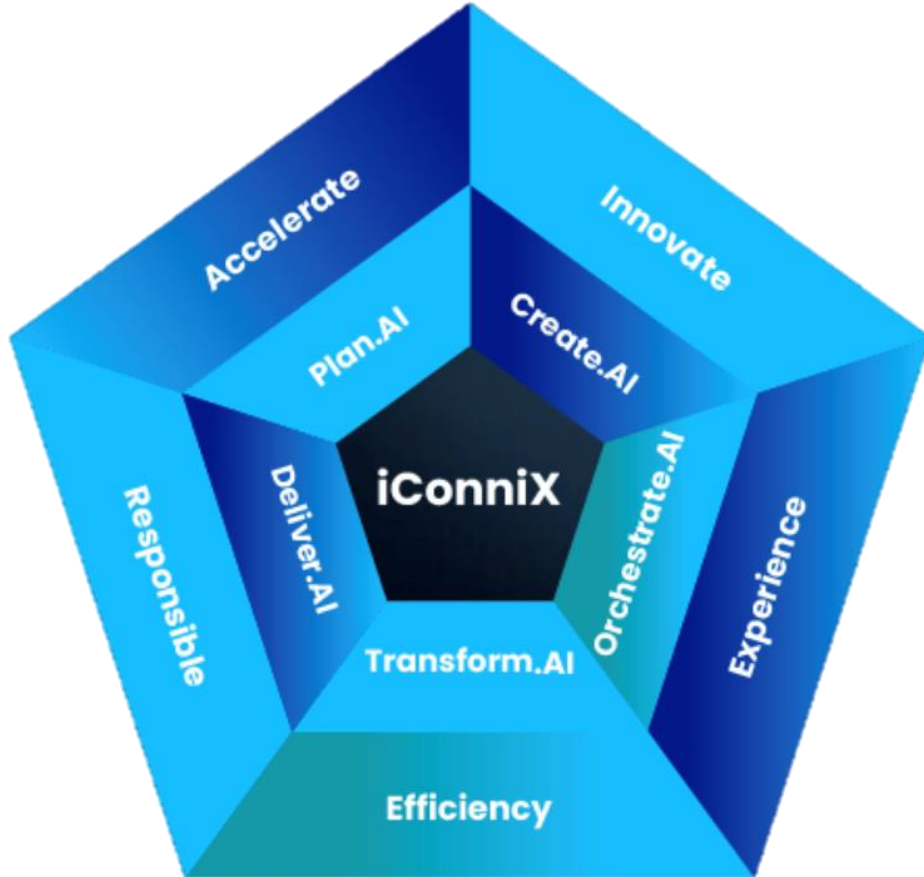 Accelerate
Innovate
Plan.AI
Create.AI
iConniX
Deliver.AI
Orchestrate.AI
Responsible
Experience
Transform.AI
Efficiency